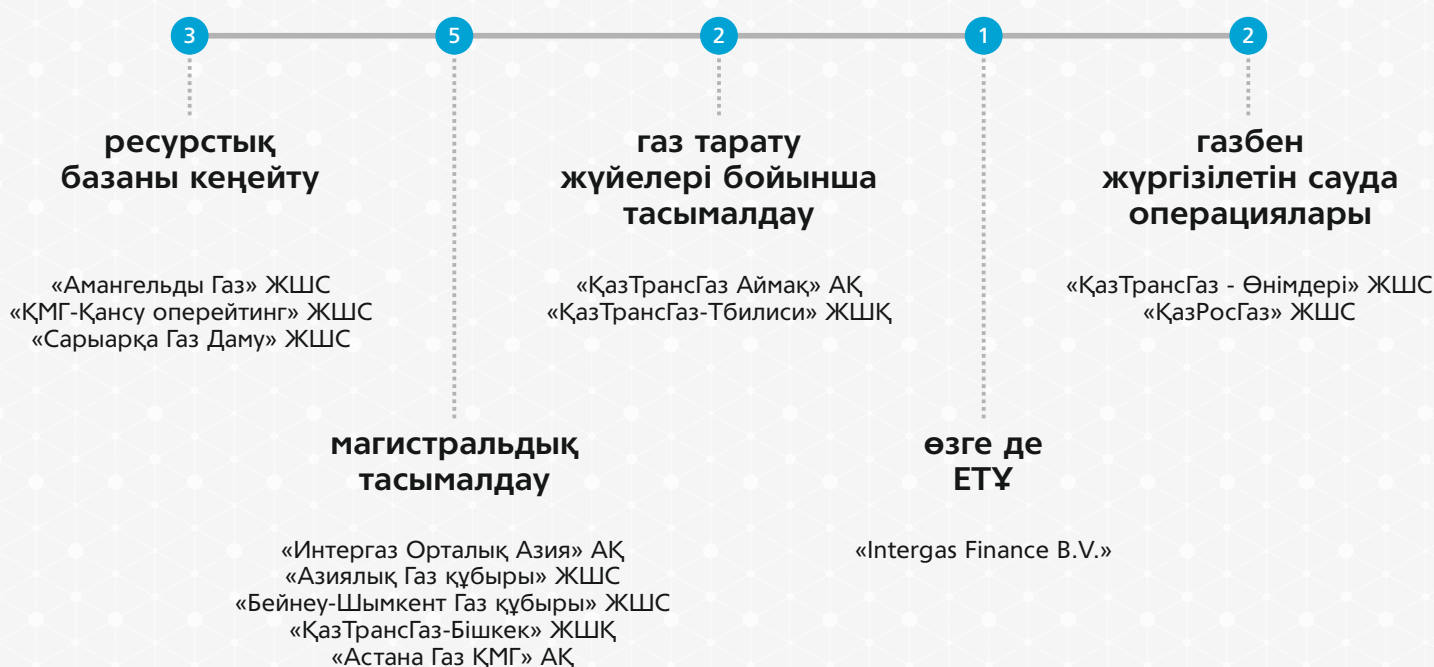 3
5
2
1
2
ресурстық
базаны кеңейту
«Амангельды Газ» ЖШС
«ҚМГ-Қансу оперейтинг» ЖШС
«Сарыарқа Газ Даму» ЖШС
магистральдық
тасымалдау
«Интергаз Орталық Азия» АҚ
«Азиялық Газ құбыры» ЖШС
«Бейнеу-Шымкент Газ құбыры» ЖШС
«ҚазТрансГаз-Бішкек» ЖШҚ
«Астана Газ ҚМГ» АҚ
газ тарату
жүйелері бойынша
тасымалдау
«ҚазТрансГаз Аймақ» АҚ
«ҚазТрансГаз-Тбилиси» ЖШҚ
өзге де
ЕТҰ
«Intergas Finance B.V.»
газбен
жүргізілетін сауда
операциялары
«ҚазТрансГаз - Өнімдері» ЖШС
«ҚазРосГаз» ЖШС